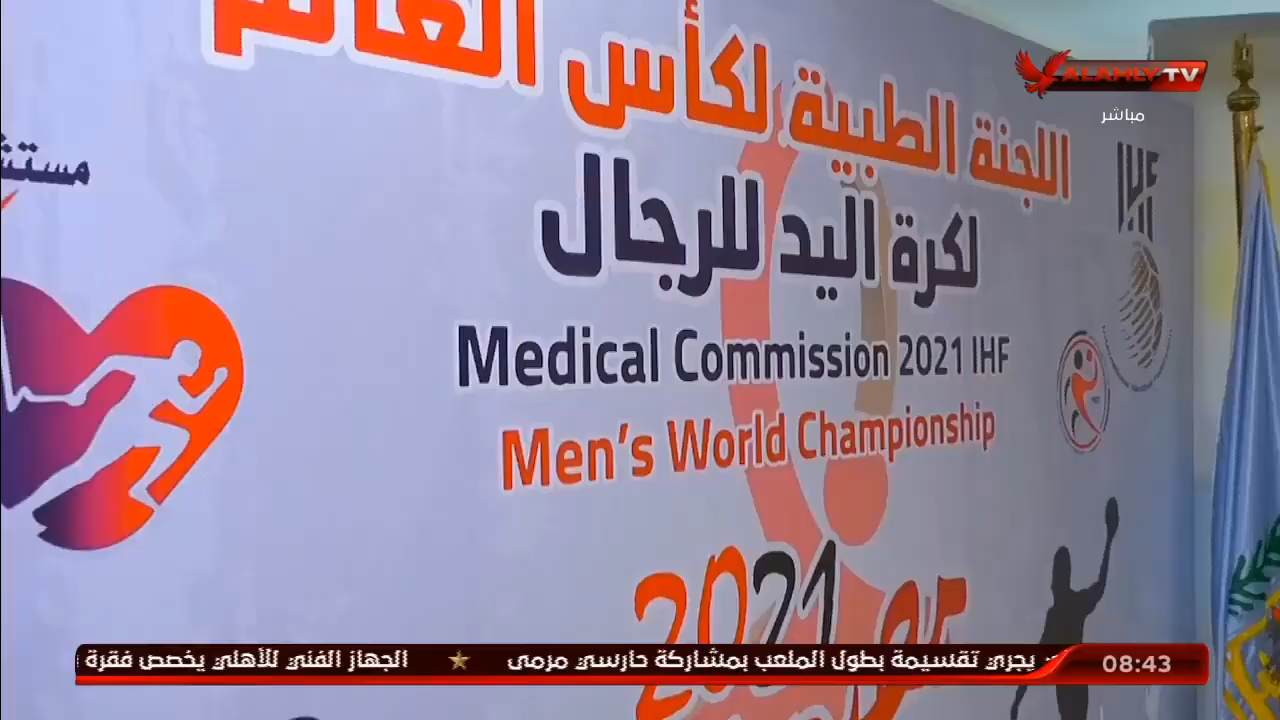 ALAHLY TV
مباشر
اللجنة الطبية لكأس العالم
لكرة اليد للرجال
Medical Commission 2021 IHF
Men's World Championship
2021
IHF
يجري تقسيمة بطول الملعب بمشاركة حارسي مرمى ★ الجهاز الفني للأهلي يخصص فقرة
08:43